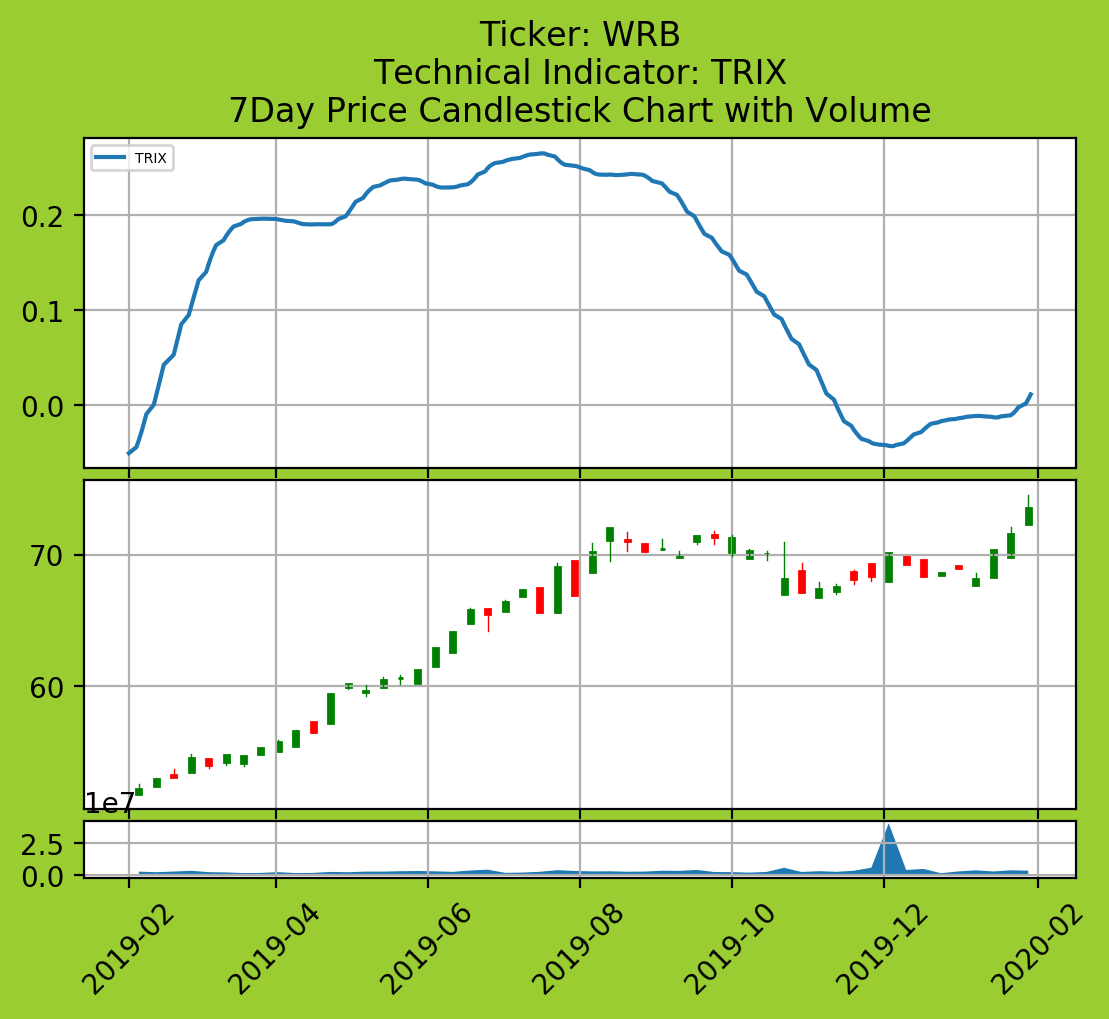 Ticker: WRB
Technical Indicator: TRIX
7Day Price Candlestick Chart with Volume
TRIX
0.2
0.1
0.0
70
60
1e7
2.5
0.0
2019-02
2019-04
2019-06
2019-08
2019-10
2019-12
2020-02